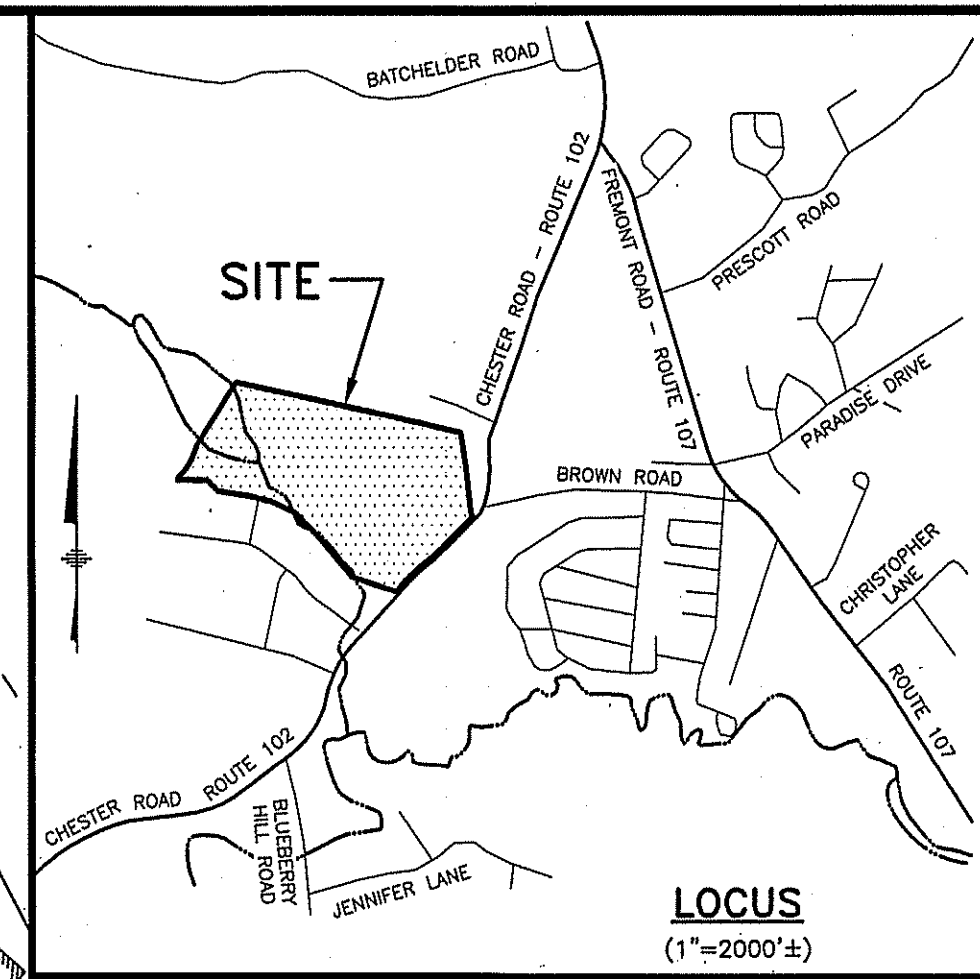 BATCHELDER ROAD
CHESTER ROAD - ROUTE 102
FREMONT ROAD - ROUTE 107
PRESCOTT ROAD
SITE
PARADISE DRIVE
BROWN ROAD
CHRISTOPHER
LANE
ROUTE 107
CHESTER ROAD ROUTE 102
BLUEBERRY
HILL ROAD
JENNIFER LANE
LOCUS
(1"=2000'±)